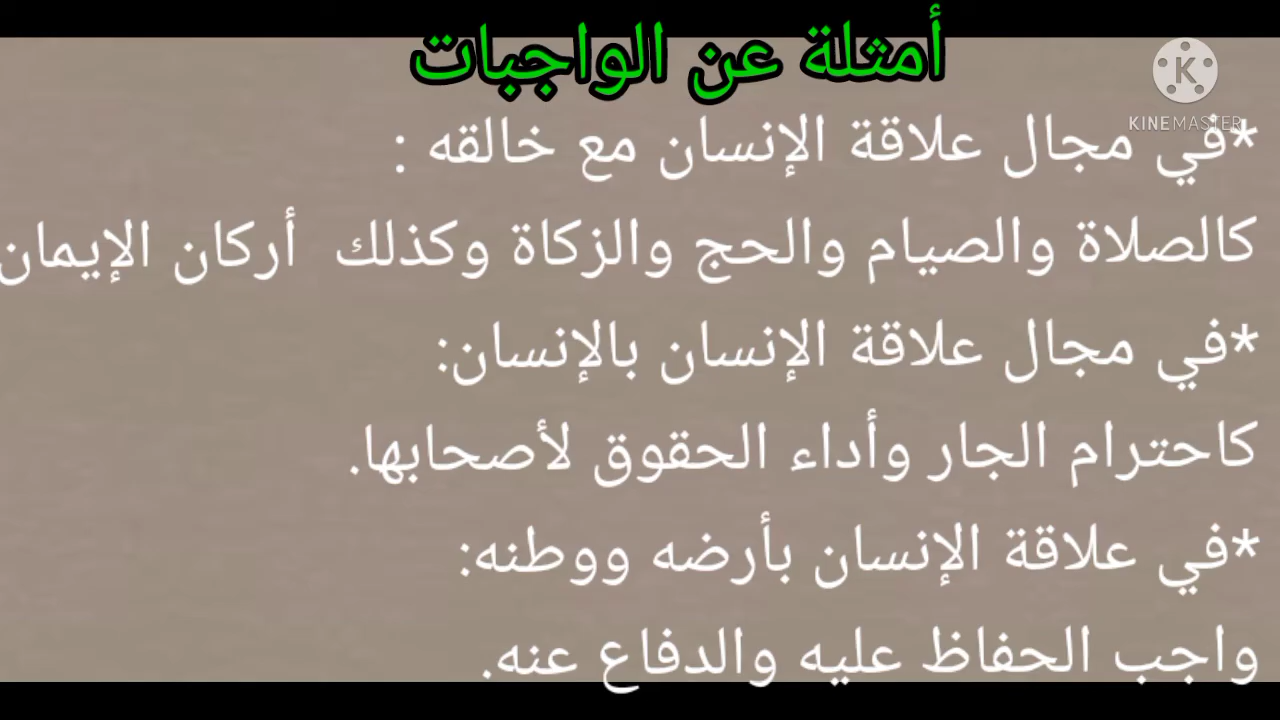 أمثلة عن الواجبات
KINEMASTER
*في مجال علاقة الإنسان مع خالقه :
كالصلاة والصيام والحج والزكاة وكذلك أركان الإيمان
*في مجال علاقة الإنسان بالإنسان:
كاحترام الجار وأداء الحقوق لأصحابها.
*في علاقة الإنسان بأرضه ووطنه:
واجب الحفاظ عليه والدفاع عنه.